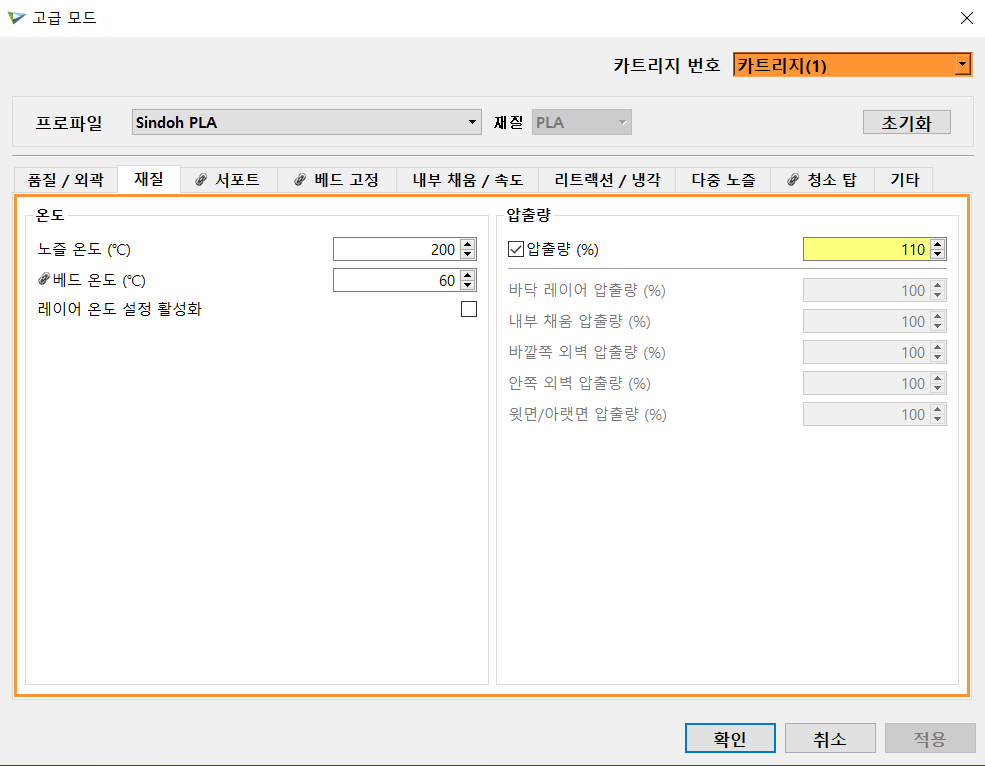 고급 모드
카트리지 번호 카트리지(1)
프로파일 Sindoh PLA 재질 PLA 초기화
품질 / 외곽 재질 서포트 베드 고정 내부 채움 / 속도 리트랙션 / 냉각 다중 노즐 청소 탑 기타
온도
노즐 온도 (℃) 200
베드 온도 (℃) 60
레이어 온도 설정 활성화
압출량
압출량 (%) 110
바닥 레이어 압출량 (%) 100
내부 채움 압출량 (%) 100
바깥쪽 외벽 압출량 (%) 100
안쪽 외벽 압출량 (%) 100
윗면/아랫면 압출량 (%) 100
확인 취소 적용